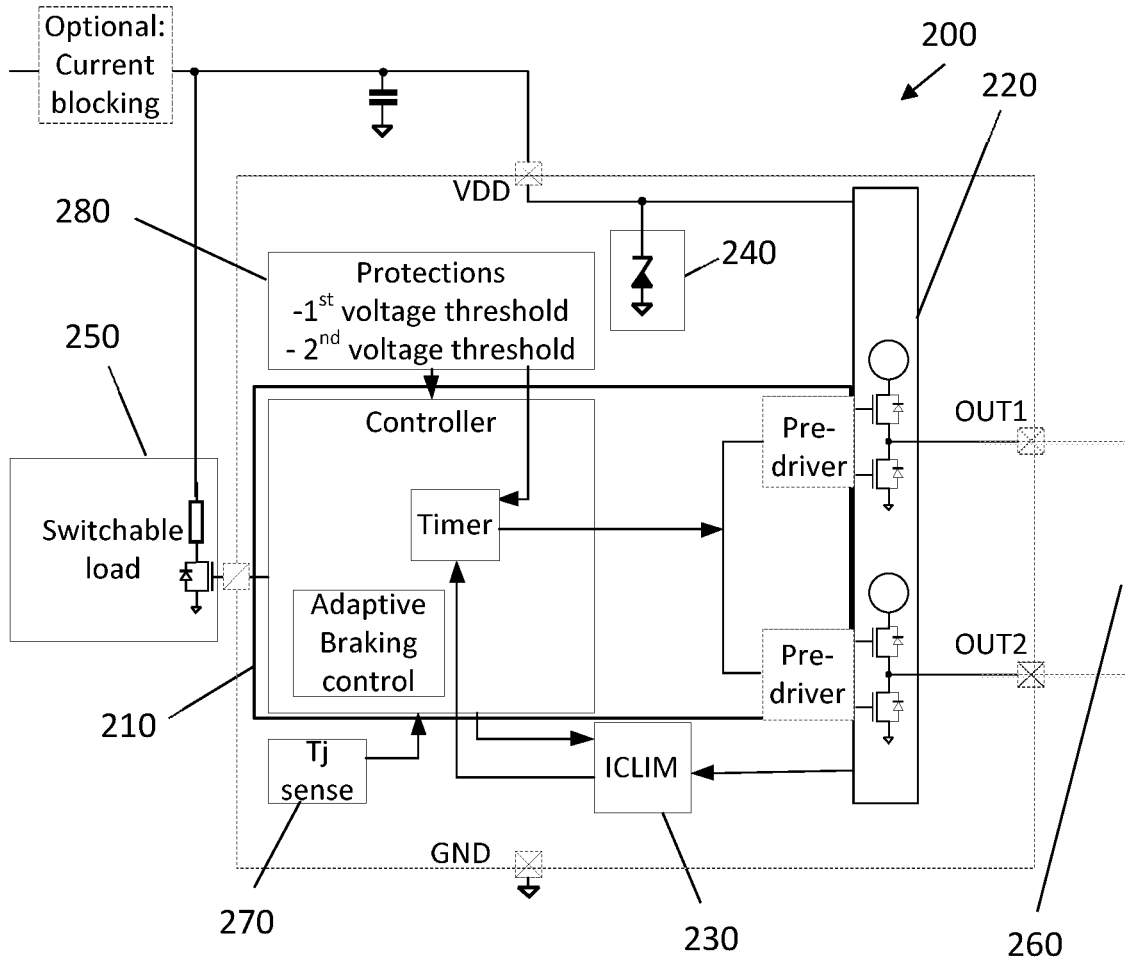 Optional:
Current
blocking
200
220
VDD
280
Protections
-1st voltage threshold
- 2nd voltage threshold
240
250
Controller
Pre-
driver
OUT1
Switchable
load
Timer
Adaptive
Braking
control
Pre-
driver
OUT2
210
Tj
sense
ICLIM
GND
270
230
260